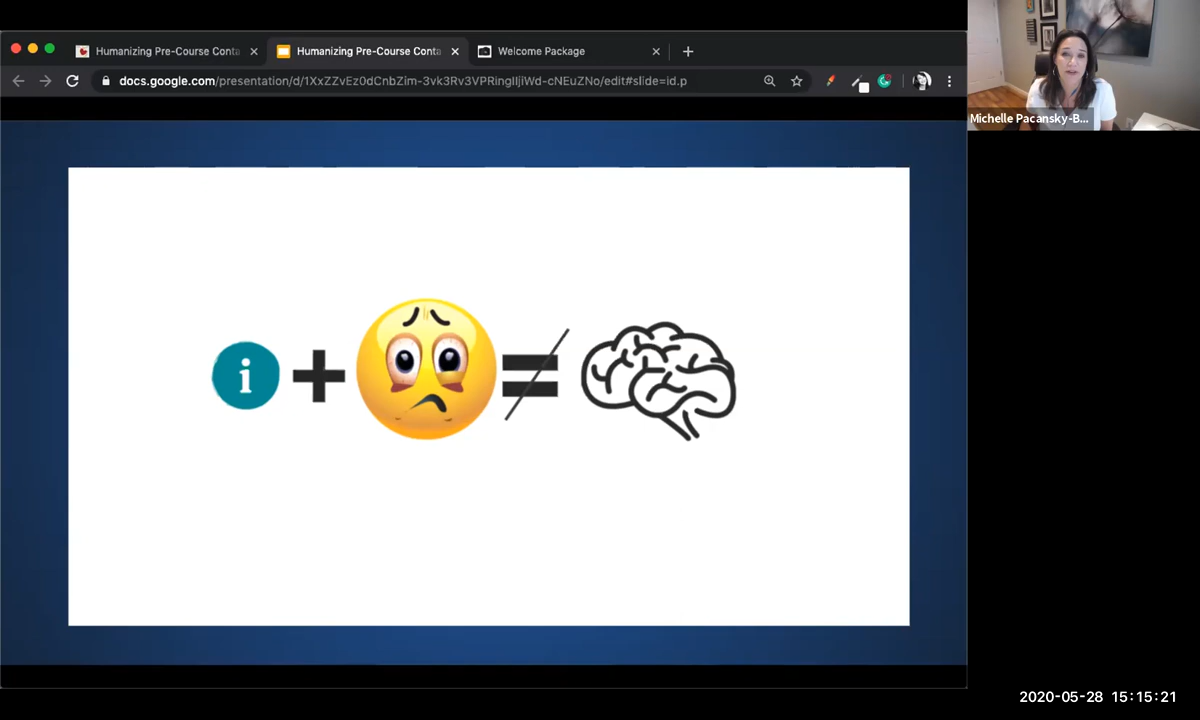 Humanizing Pre-Course Conta
Humanizing Pre-Course Conta
Welcome Package
docs.google.com/presentation/d/1XxZZvEz0dCnbZim-3vk3Rv3VPRinglIjiWd-cNEuZNo/edit#slide=id.p
Michelle Pacansky-B...
i + ≠
2020-05-28 15:15:21